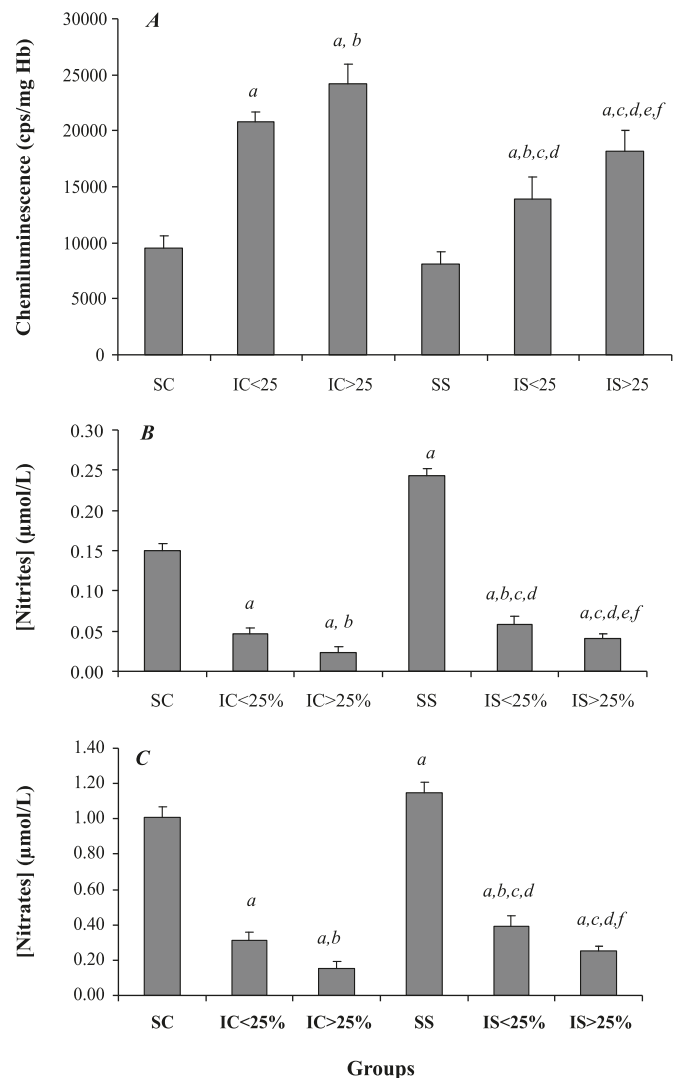 A
Chemiluminescence (cps/mg Hb)
30000
25000
20000
15000
10000
5000
0
a
a, b
a,b,c,d
a,c,d,e,f
SC IC<25 IC>25 SS IS<25 IS>25
B
[Nitrites] (µmol/L)
0.30
0.25
0.20
0.15
0.10
0.05
0.00
a
a, b
a
a,b,c,d
a,c,d,e,f
SC IC<25% IC>25% SS IS<25% IS>25%
C
[Nitrates] (µmol/L)
1.40
1.20
1.00
0.80
0.60
0.40
0.20
0.00
a
a,b
a
a,b,c,d
a,c,d,f
SC IC<25% IC>25% SS IS<25% IS>25%
Groups